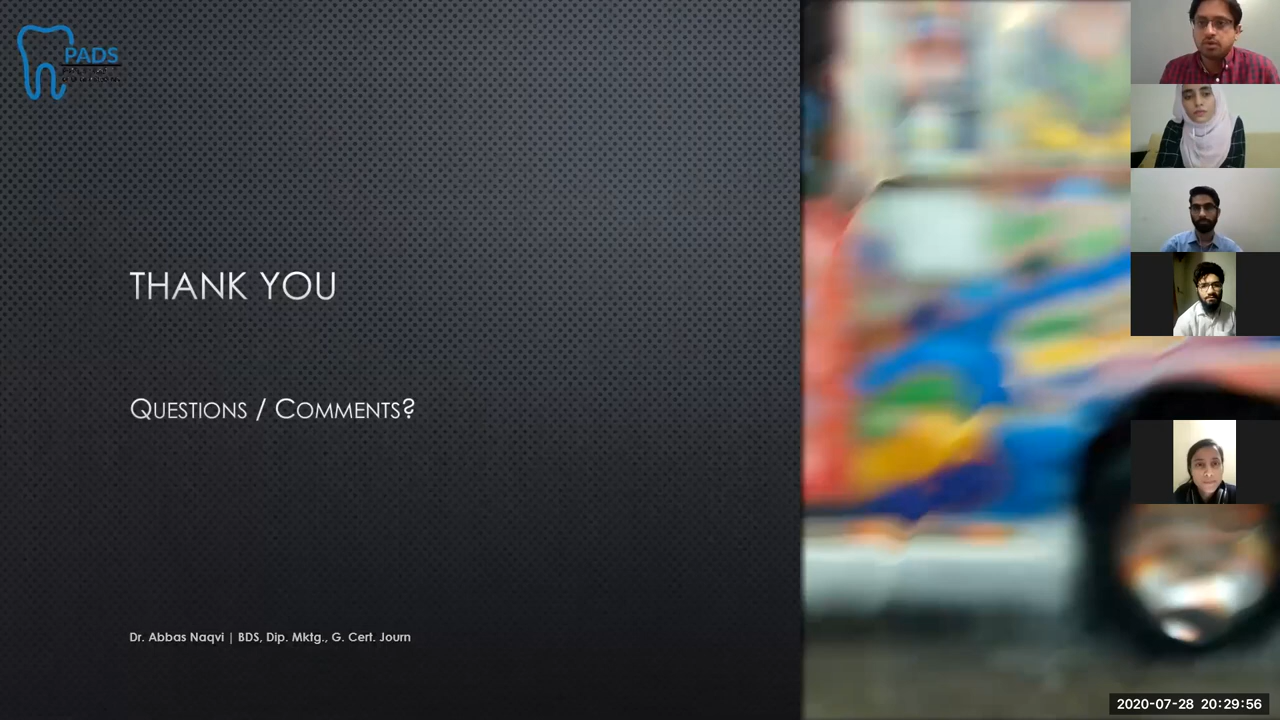 PADS
THANK YOU
QUESTIONS / COMMENTS?
Dr. Abbas Naqvi | BDS, Dip. Mktg., G. Cert. Journ
2020-07-28 20:29:56